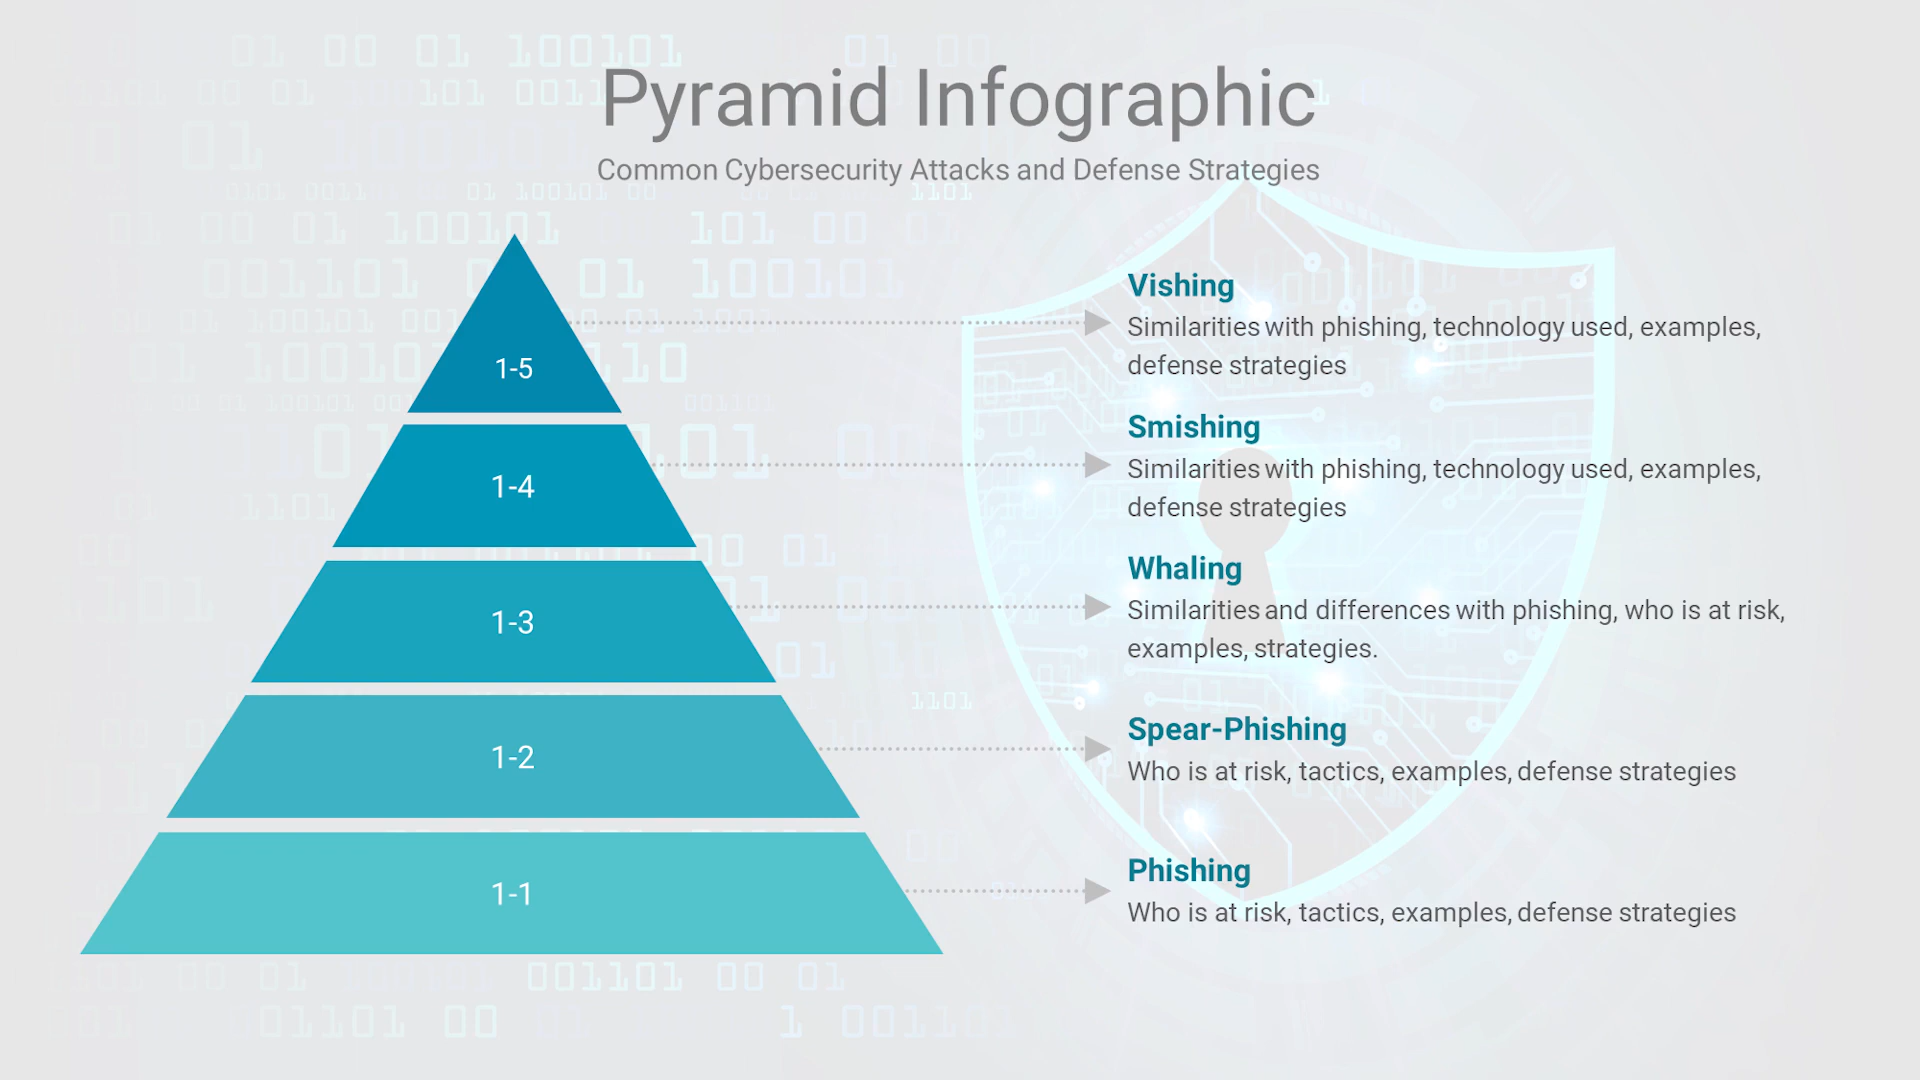 Pyramid Infographic
Common Cybersecurity Attacks and Defense Strategies
1-5
Vishing
Similarities with phishing, technology used, examples,
defense strategies
1-4
Smishing
Similarities with phishing, technology used, examples,
defense strategies
1-3
Whaling
Similarities and differences with phishing, who is at risk,
examples, strategies.
1-2
Spear-Phishing
Who is at risk, tactics, examples, defense strategies
1-1
Phishing
Who is at risk, tactics, examples, defense strategies